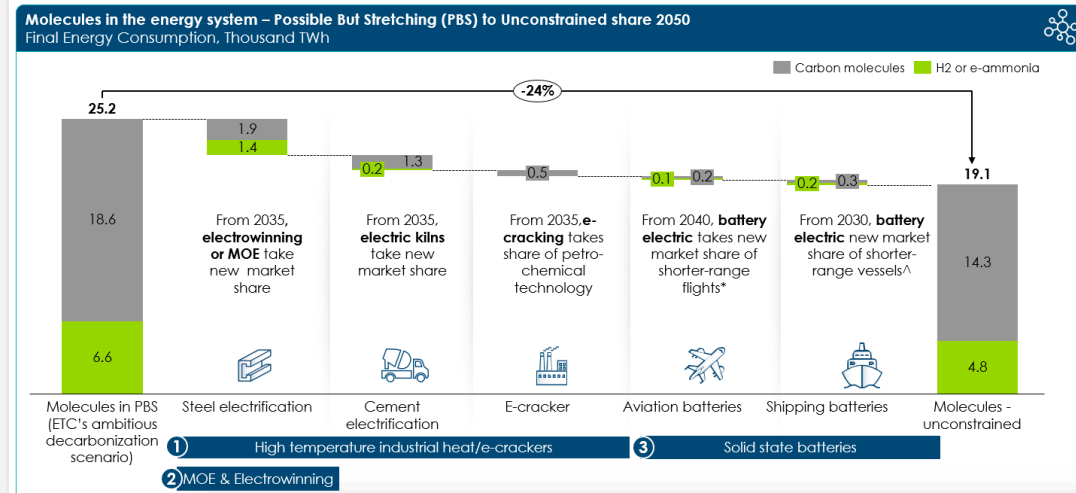 Molecules in the energy system – Possible But Stretching (PBS) to Unconstrained share 2050
Final Energy Consumption, Thousand TWh
Carbon molecules
H2 or e-ammonia
-24%
25.2
18.6
6.6
1.9
1.4
0.2
1.3
0.5
0.1
0.2
0.2
0.3
19.1
14.3
4.8
From 2035,
electrowinning
or MOE take
new market
share
From 2035,
electric kilns
take new
market share
From 2035,e-
cracking takes
share of petro-
chemical
technology
From 2040, battery
electric takes new
market share of
shorter-range
flights*
From 2030, battery
electric new market
share of shorter-
range vessels^
Molecules in PBS
(ETC's ambitious
decarbonization
scenario)
Steel electrification
Cement
electrification
E-cracker
Aviation batteries
Shipping batteries
Molecules -
unconstrained
1 High temperature industrial heat/e-crackers
3 Solid state batteries
2 MOE & Electrowinning